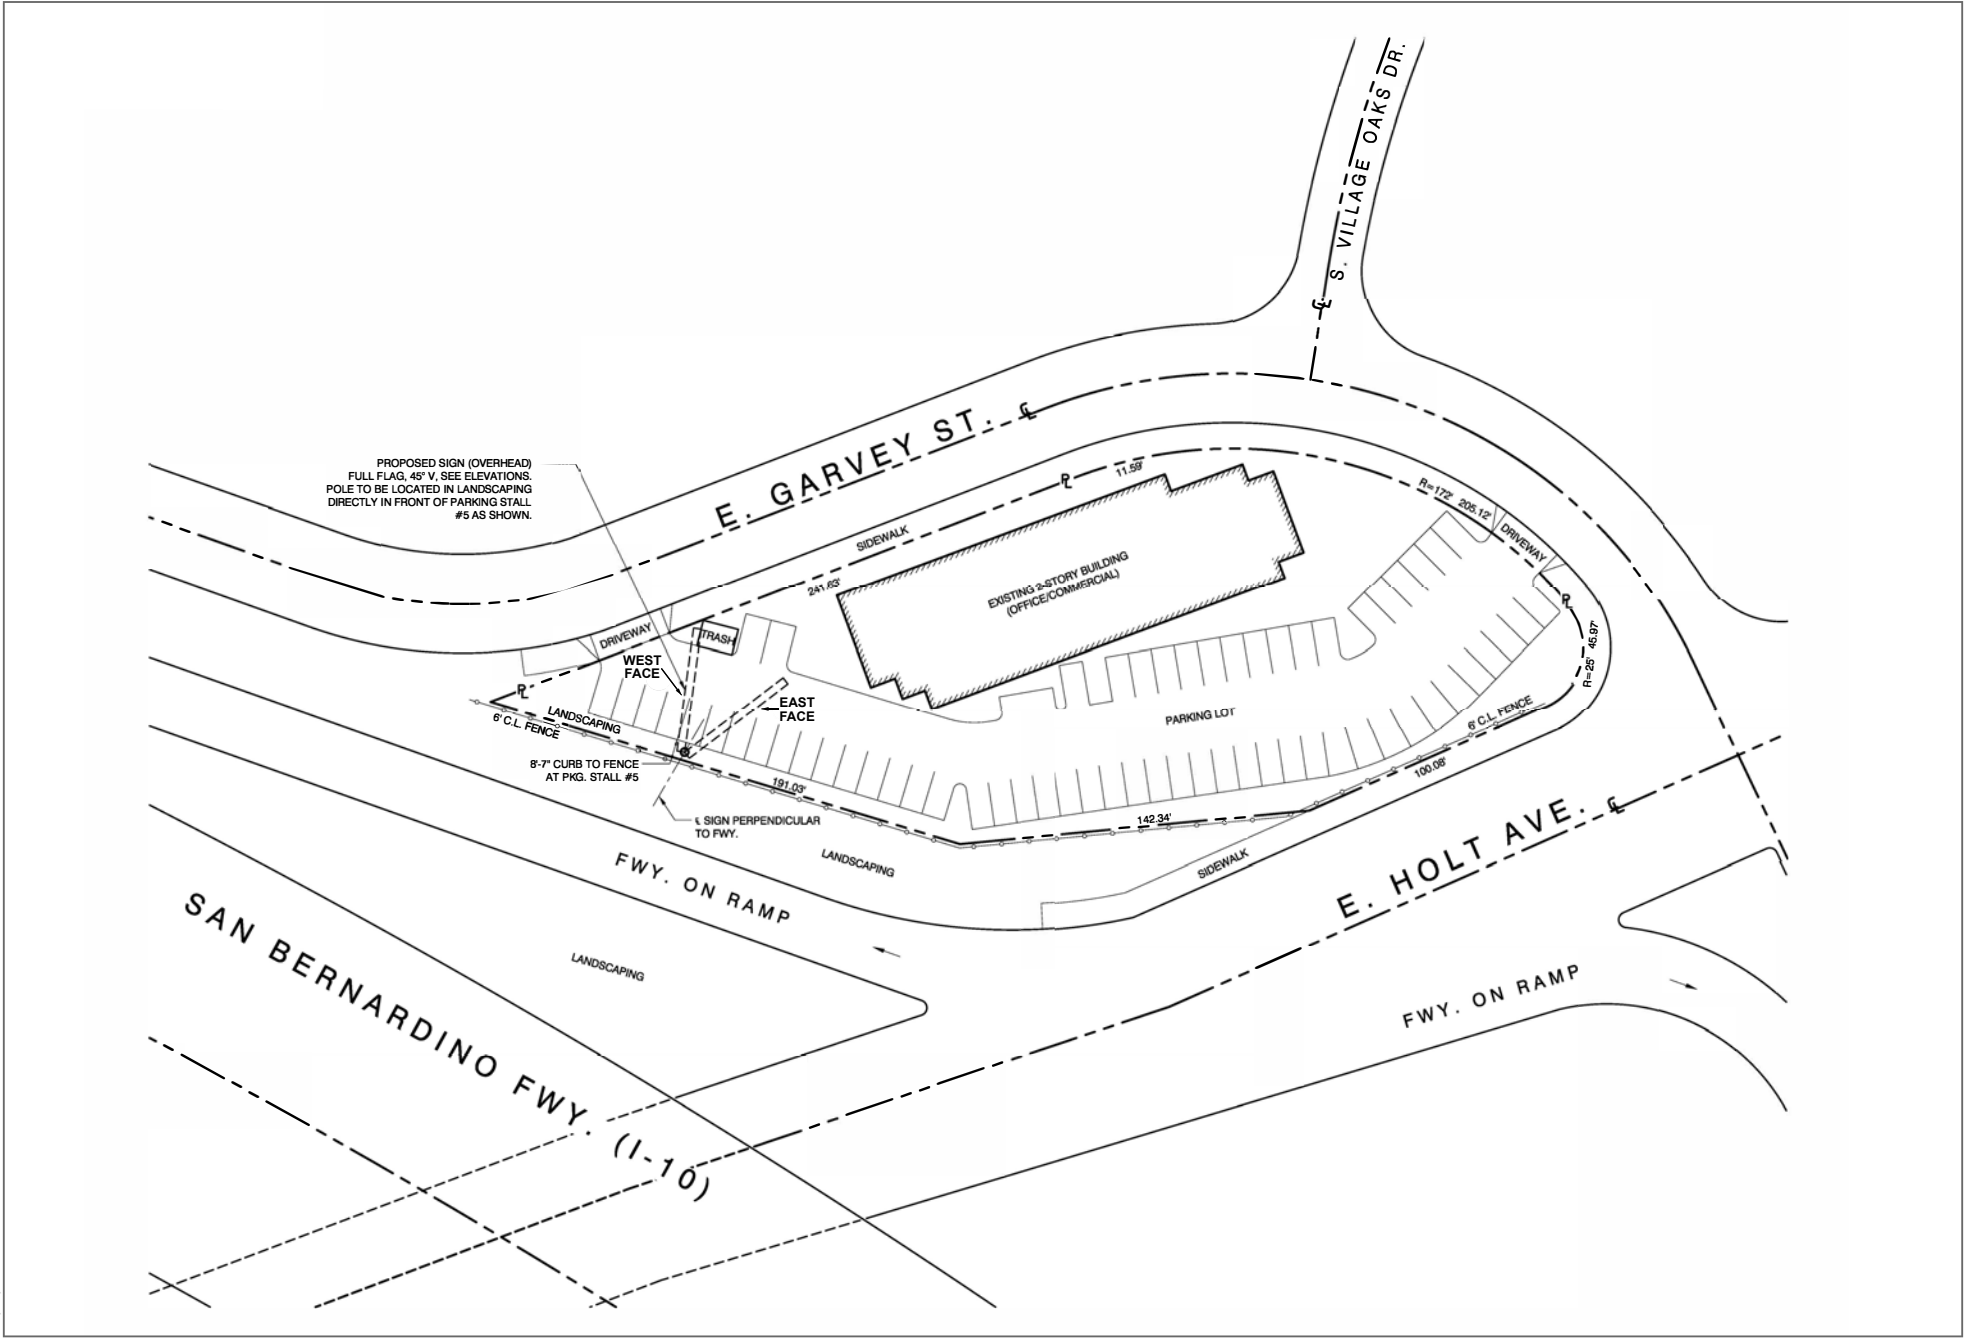 S. VILLAGE OAKS DR.
E. GARVEY ST.
PROPOSED SIGN (OVERHEAD)
FULL FLAG, 45° V, SEE ELEVATIONS.
POLE TO BE LOCATED IN LANDSCAPING
DIRECTLY IN FRONT OF PARKING STALL
#5 AS SHOWN.
11.59'
SIDEWALK
241.63'
R=172' 205.12'
DRIVEWAY
EXISTING 2-STORY BUILDING
(OFFICE/COMMERCIAL)
DRIVEWAY
TRASH
WEST
FACE
EAST
FACE
R=25' 45.97'
LANDSCAPING
6' C.L. FENCE
PARKING LOT
6' C.L. FENCE
8'-7" CURB TO FENCE
AT PKG. STALL #5
191.03'
100.08'
142.34'
℄ SIGN PERPENDICULAR
TO FWY.
LANDSCAPING
SIDEWALK
E. HOLT AVE.
FWY. ON RAMP
LANDSCAPING
FWY. ON RAMP
SAN BERNARDINO FWY. (I-10)